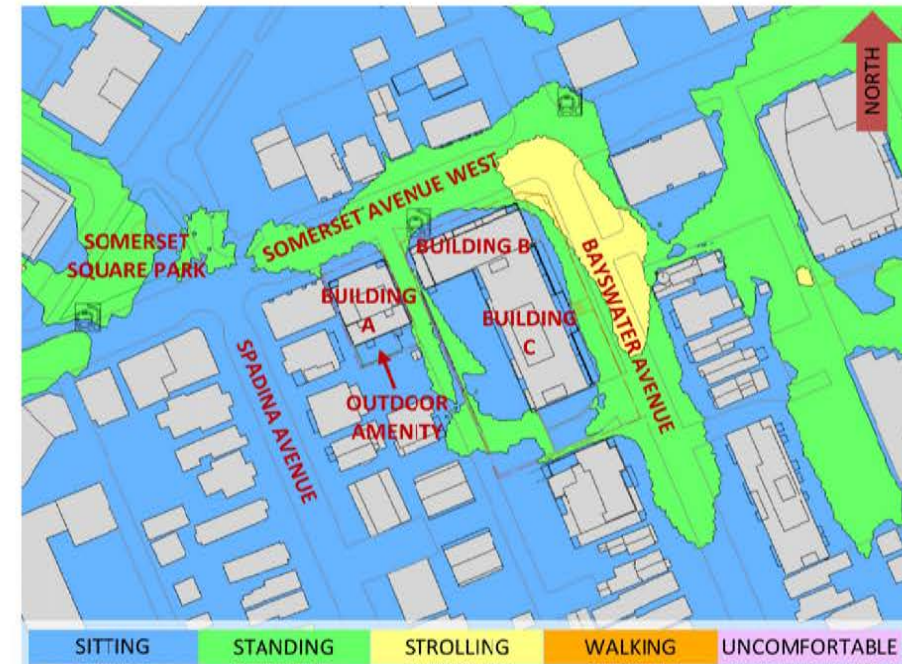 NORTH
SOMERSET AVENUE WEST
SOMERSET
SQUARE PARK
BUILDING B
BUILDING
A
BUILDING
C
BAYSWATER AVENUE
SPADINA AVENUE
OUTDOOR
AMENITY
SITTING STANDING STROLLING WALKING UNCOMFORTABLE